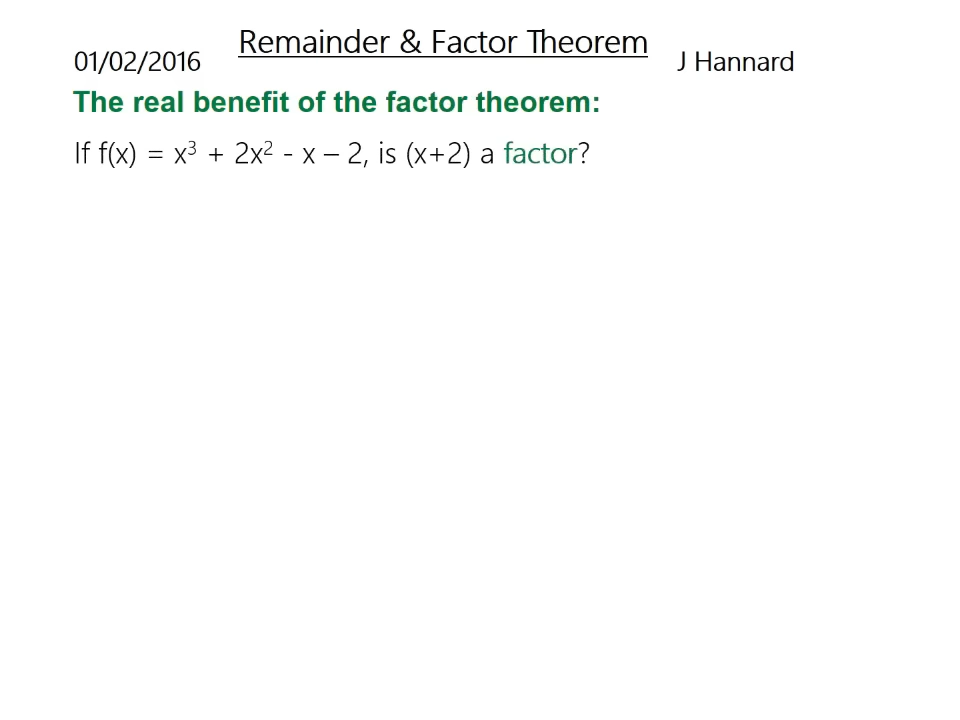 Remainder & Factor Theorem
01/02/2016
J Hannard
The real benefit of the factor theorem:
If f(x) = x³ + 2x² - x – 2, is (x+2) a factor?